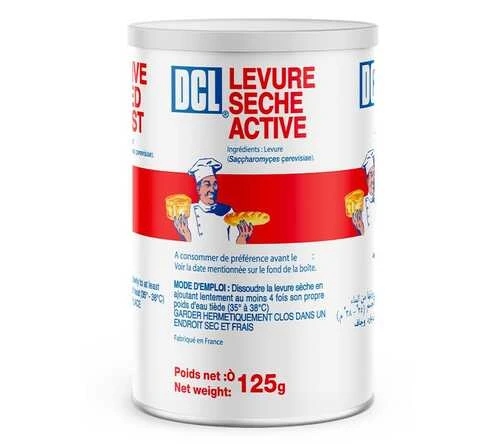 DCL®
LEVURE
SECHE
ACTIVE
Ingrédients : Levure
(Saççharomyçes çerevisiae).
A consommer de préférence avant le :
Voir la date mentionnée sur le fond de la boîte.
MODE D'EMPLOI : Dissoudre la levure sèche en
ajoutant lentement au moins 4 fois son propre
poids d'eau tiède (35° à 38°C)
GARDER HERMETIQUEMENT CLOS DANS UN
ENDROIT SEC ET FRAIS
Fabriqué en France
Poids net :Ò
Net weight: 125g